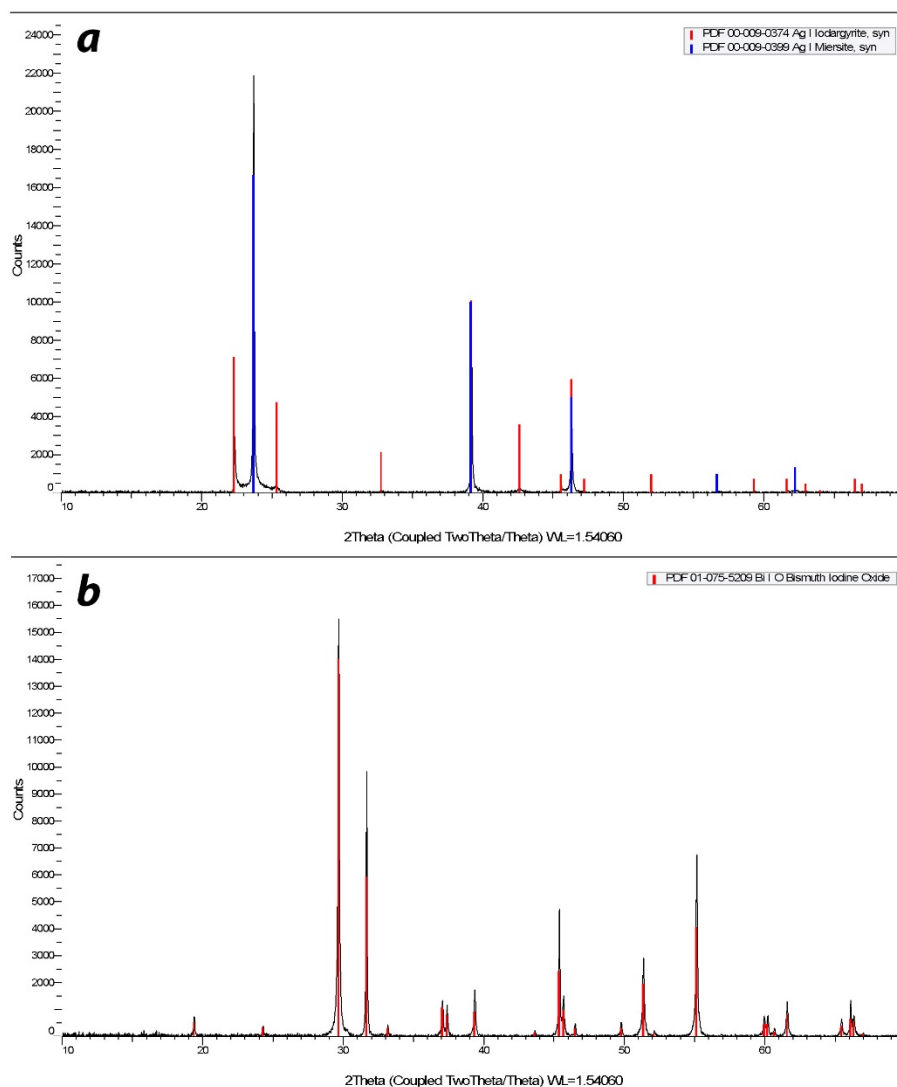 a
PDF 00-009-0374 Ag I Iodargyrite, syn
PDF 00-009-0399 Ag I Miersite, syn
24000
22000
20000
18000
16000
14000
12000
10000
8000
6000
4000
2000
0
Counts
10 20 30 40 50 60
2Theta (Coupled TwoTheta/Theta) WL=1.54060
b
PDF 01-075-5209 Bi I O Bismuth Iodine Oxide
17000
16000
15000
14000
13000
12000
11000
10000
9000
8000
7000
6000
5000
4000
3000
2000
1000
0
Counts
10 20 30 40 50 60
2Theta (Coupled TwoTheta/Theta) WL=1.54060